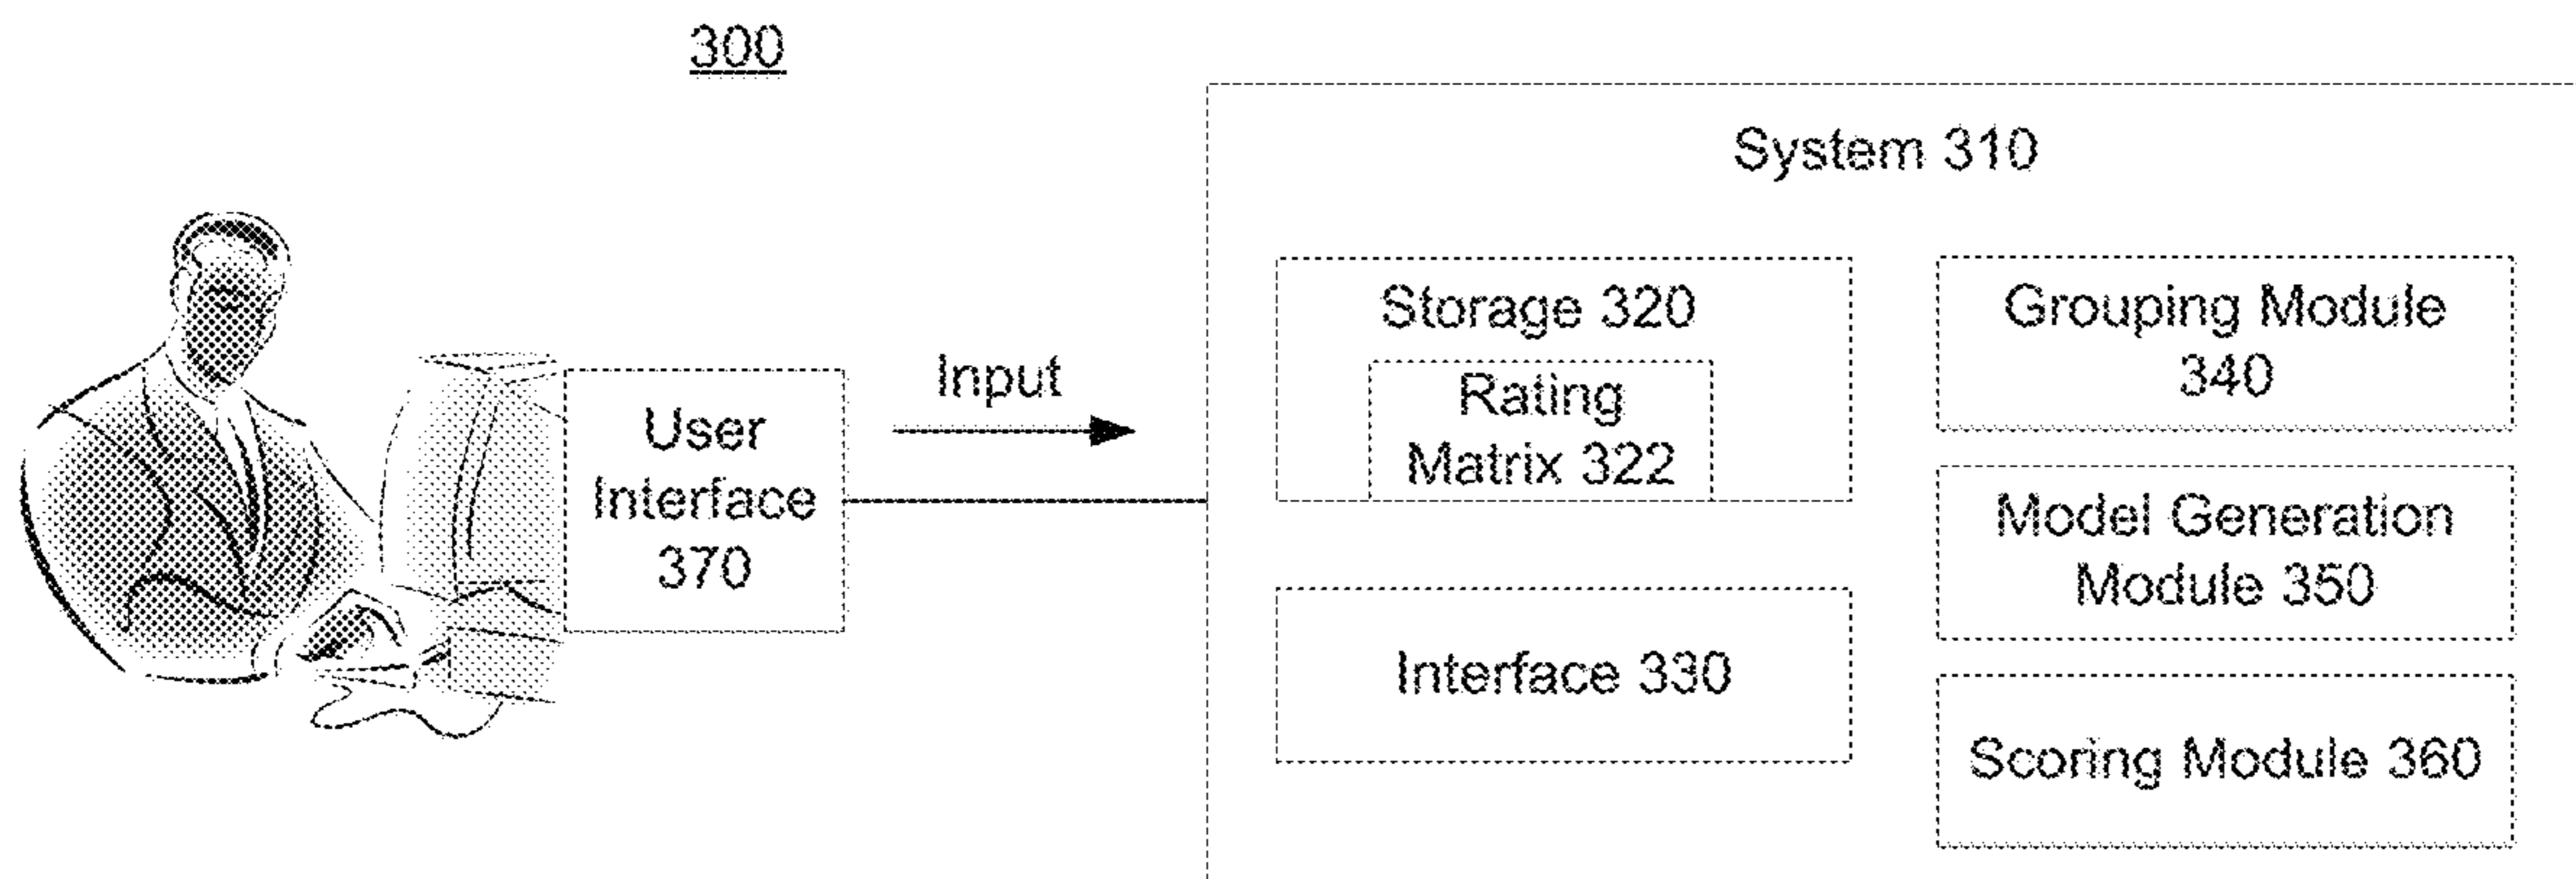 300
System 310
Storage 320
Rating
Matrix 322
Interface 330
Grouping Module
340
Model Generation
Module 350
Scoring Module 360
Input
User
Interface
370